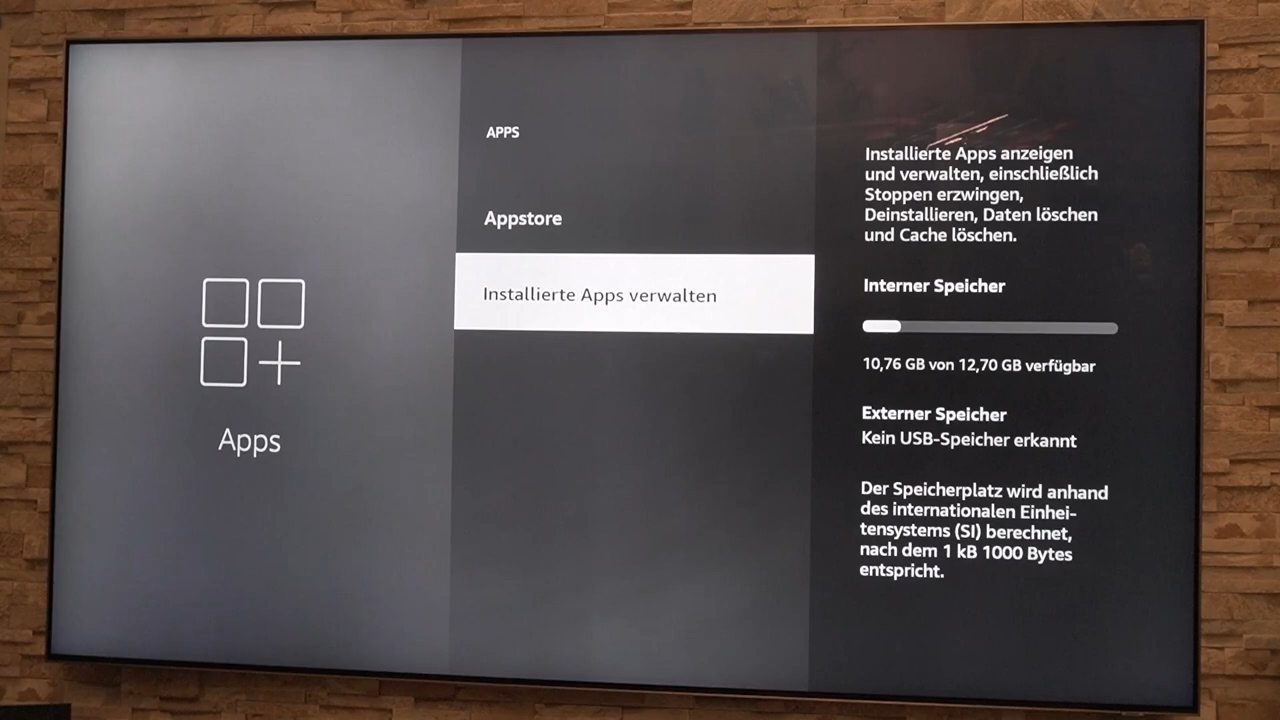 Apps
APPS
Appstore
Installierte Apps verwalten
Installierte Apps anzeigen
und verwalten, einschließlich
Stoppen erzwingen,
Deinstallieren, Daten löschen
und Cache löschen.
Interner Speicher
10,76 GB von 12,70 GB verfügbar
Externer Speicher
Kein USB-Speicher erkannt
Der Speicherplatz wird anhand
des internationalen Einhei-
tensystems (SI) berechnet,
nach dem 1 kB 1000 Bytes
entspricht.